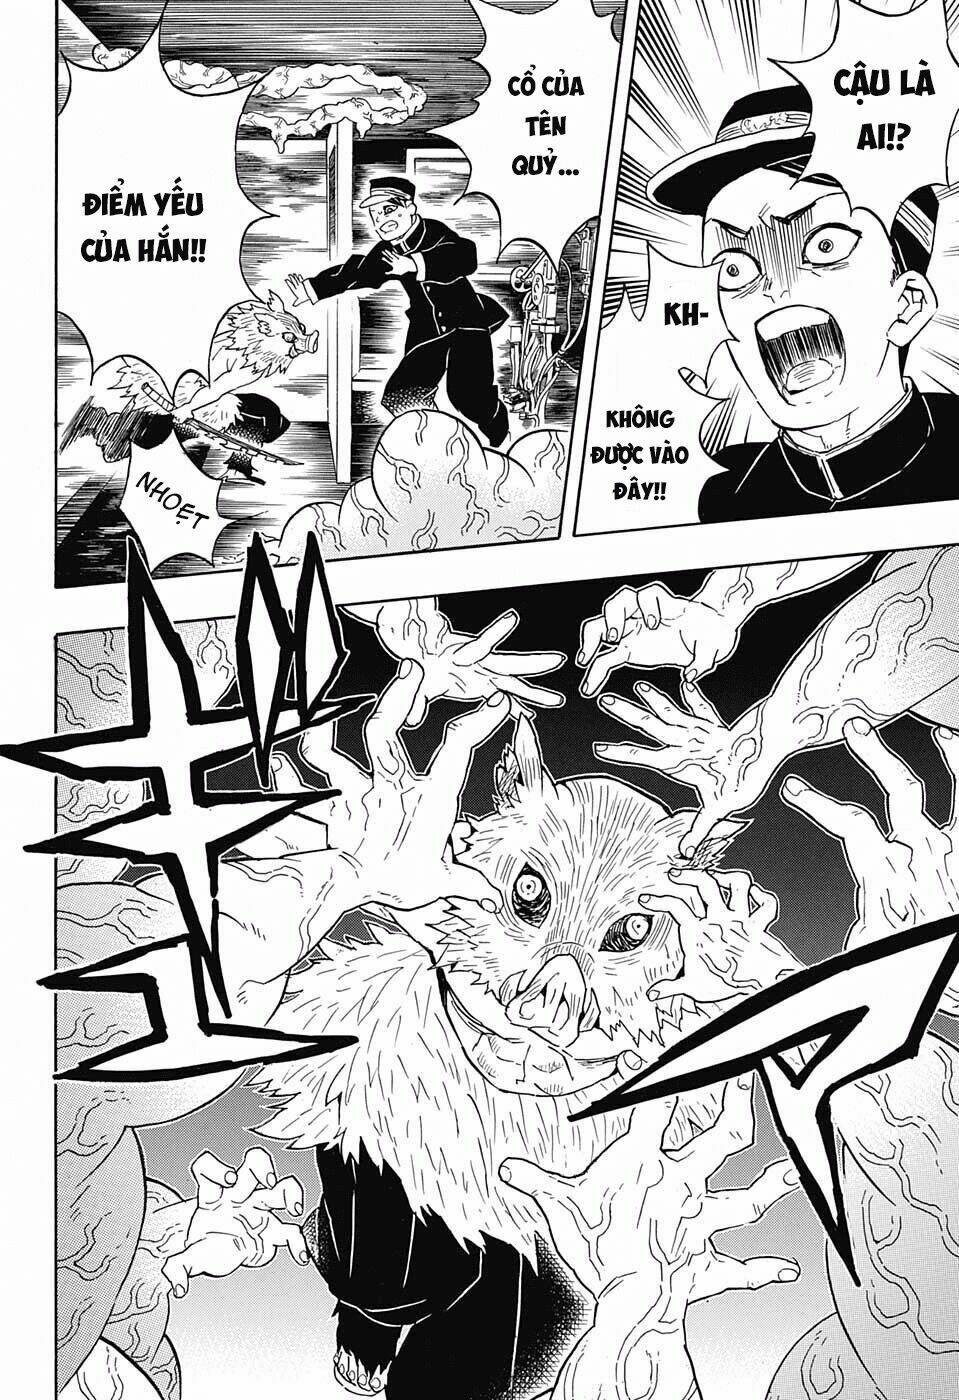 CẬU LÀ
AI!?
KH-
KHÔNG
ĐƯỢC VÀO
ĐÂY!!
CỔ CỦA
TÊN
QUỶ...
ĐIỂM YẾU
CỦA HẮN!!
NHOẸT